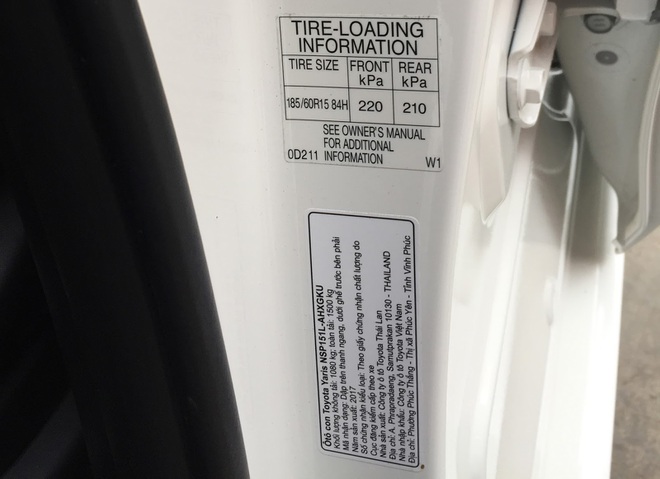 TIRE-LOADING
INFORMATION
TIRE SIZE FRONT kPa REAR kPa
185/60R15 84H 220 210
SEE OWNER'S MANUAL
FOR ADDITIONAL
0D211 INFORMATION W1
Ôtô con Toyota Yaris NSP151L-AHXGKU
Khối lượng không tải: 1080 kg; toàn tải: 1500 kg
Mã nhận dạng: Dập trên thanh ngang, dưới ghế trước bên phải
Năm sản xuất: 2017
Số chứng nhận kiểu loại: Theo giấy chứng nhận chất lượng do
Cục đăng kiểm cấp theo xe
Nhà sản xuất: Công ty ô tô Toyota Thái Lan
Địa chỉ: A. Phrapradaeng, Samutprakan 10130 - THAILAND
Nhà nhập khẩu: Công ty ô tô Toyota Việt Nam
Địa chỉ: Phường Phúc Thắng - Thị xã Phúc Yên - Tỉnh Vĩnh Phúc